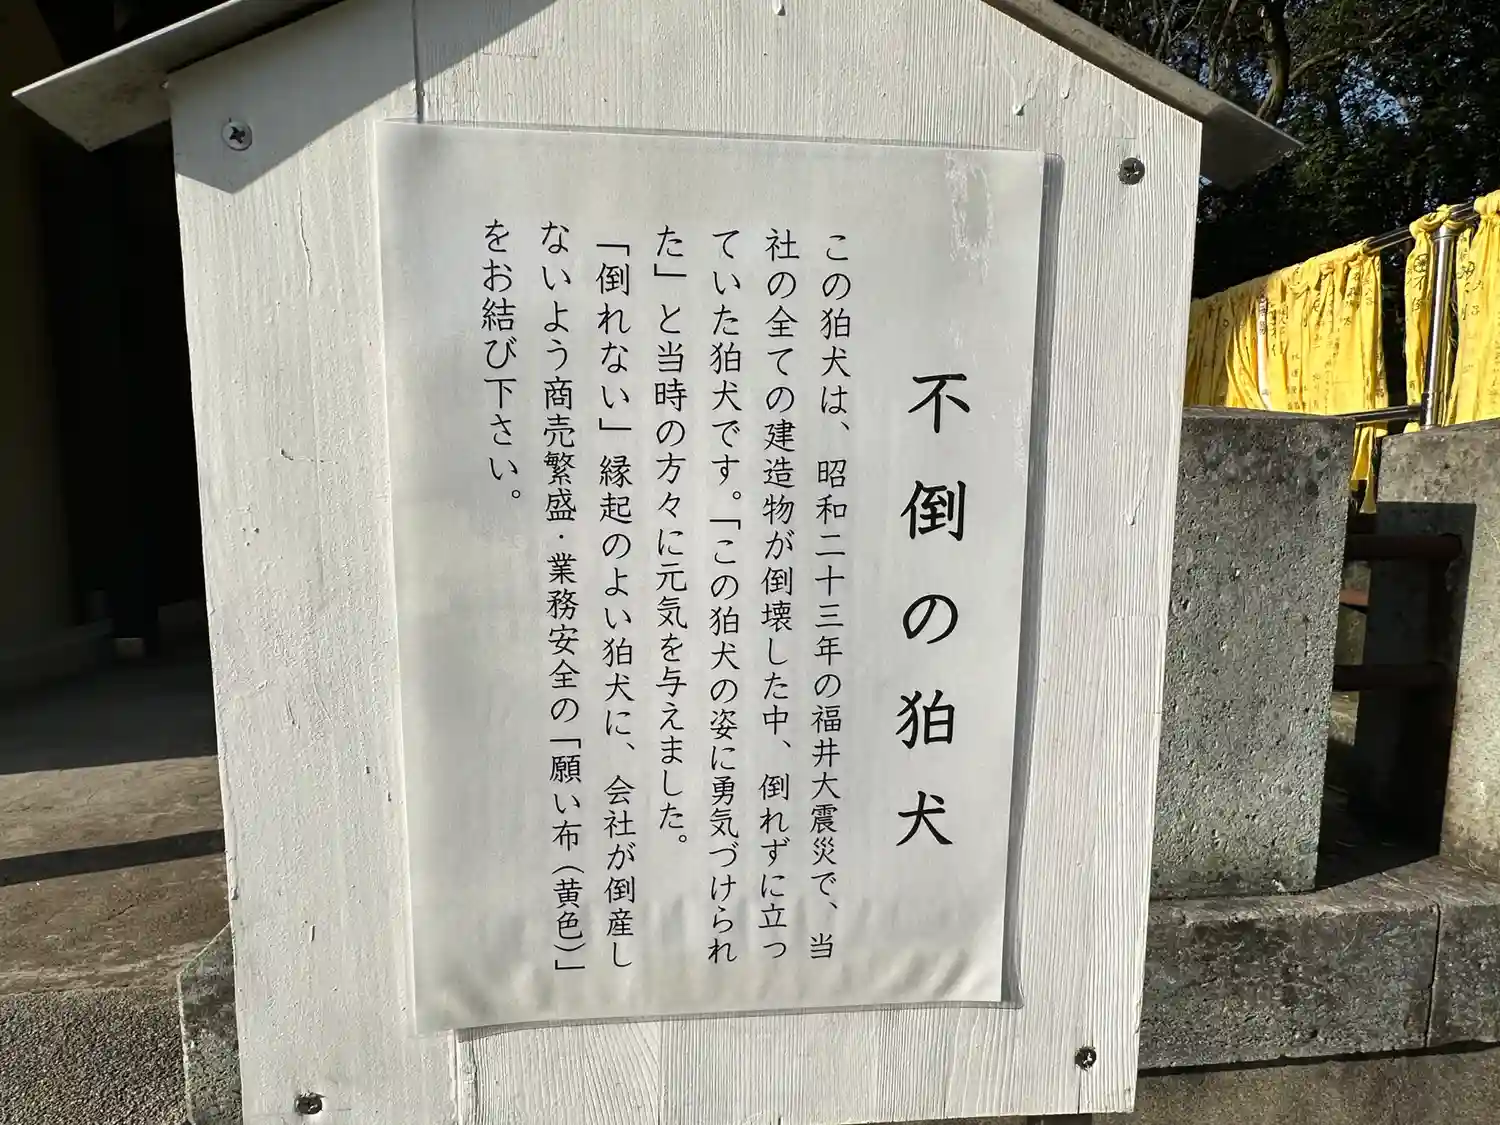 不倒の狛犬
この狛犬は、昭和二十三年の福井大震災で、当
社の全ての建造物が倒壊した中、倒れずに立っ
ていた狛犬です。「この狛犬の姿に勇気づけられ
た」と当時の方々に元気を与えました。
「倒れない」縁起のよい狛犬に、会社が倒産し
ないよう商売繁盛・業務安全の「願い布（黄色）」
をお結び下さい。